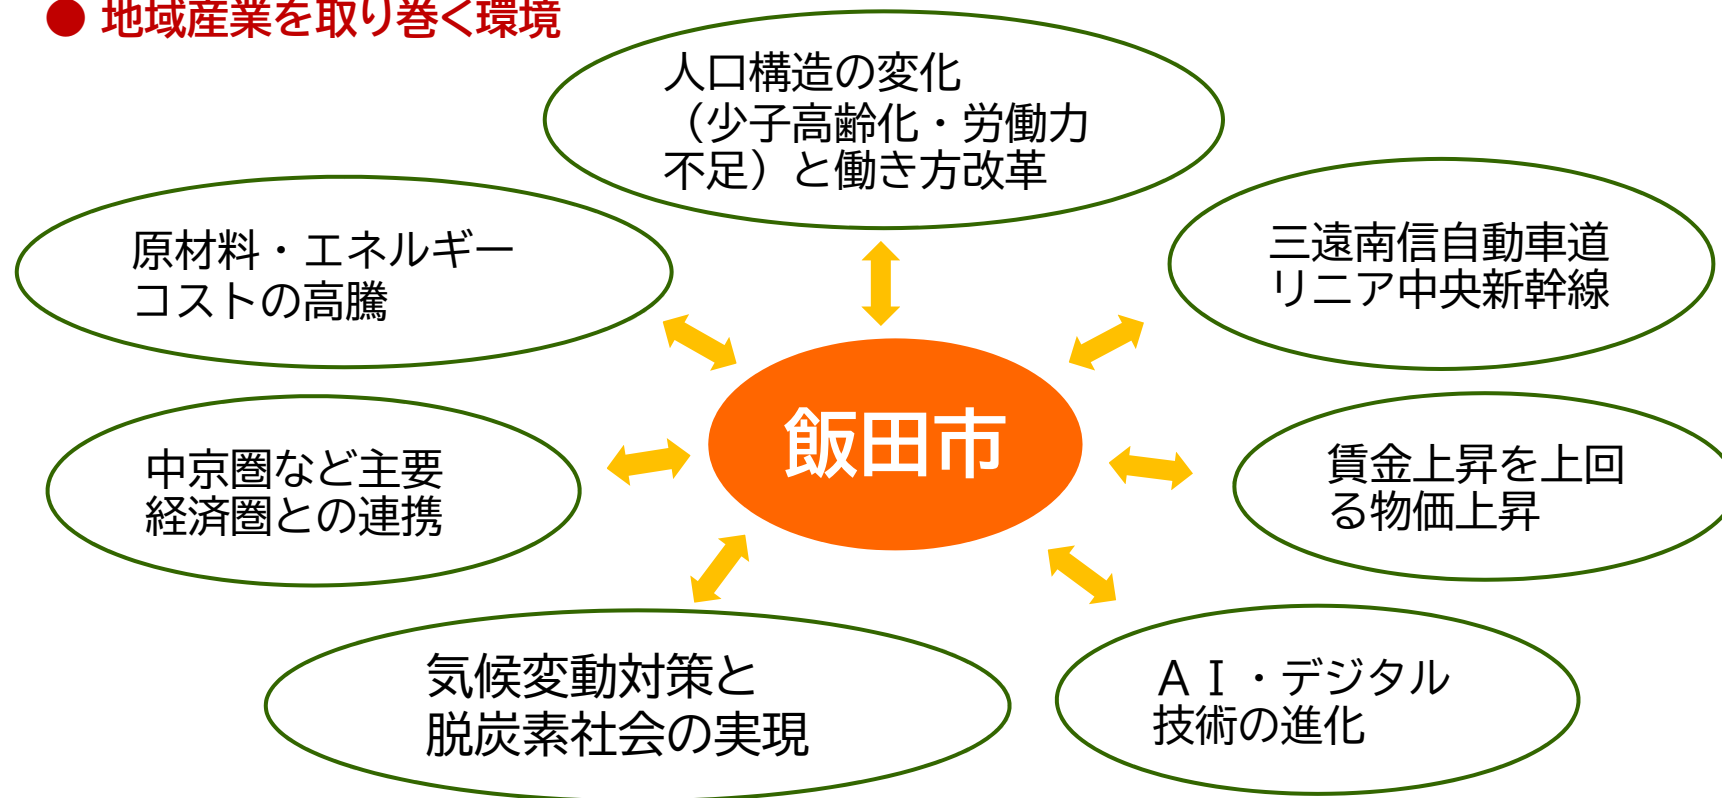 ● 地域産業を取り巻く環境
人口構造の変化
（少子高齢化・労働力
不足）と働き方改革
原材料・エネルギー
コストの高騰
三遠南信自動車道
リニア中央新幹線
飯田市
中京圏など主要
経済圏との連携
賃金上昇を上回
る物価上昇
気候変動対策と
脱炭素社会の実現
ＡＩ・デジタル
技術の進化